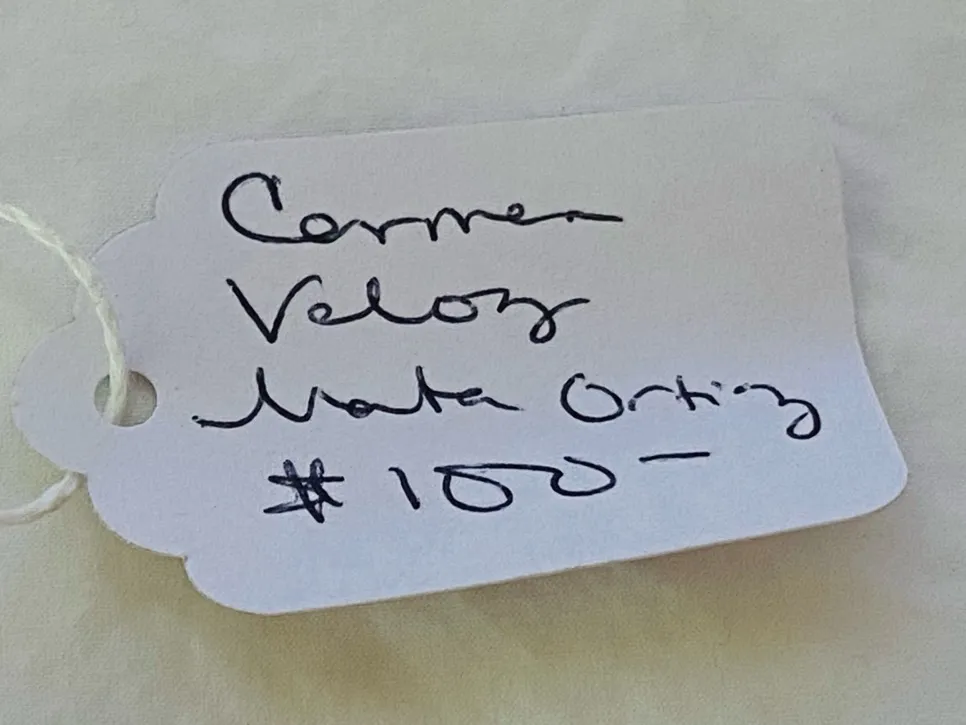 Carmen
Veloz
Mata Ortiz
$100-